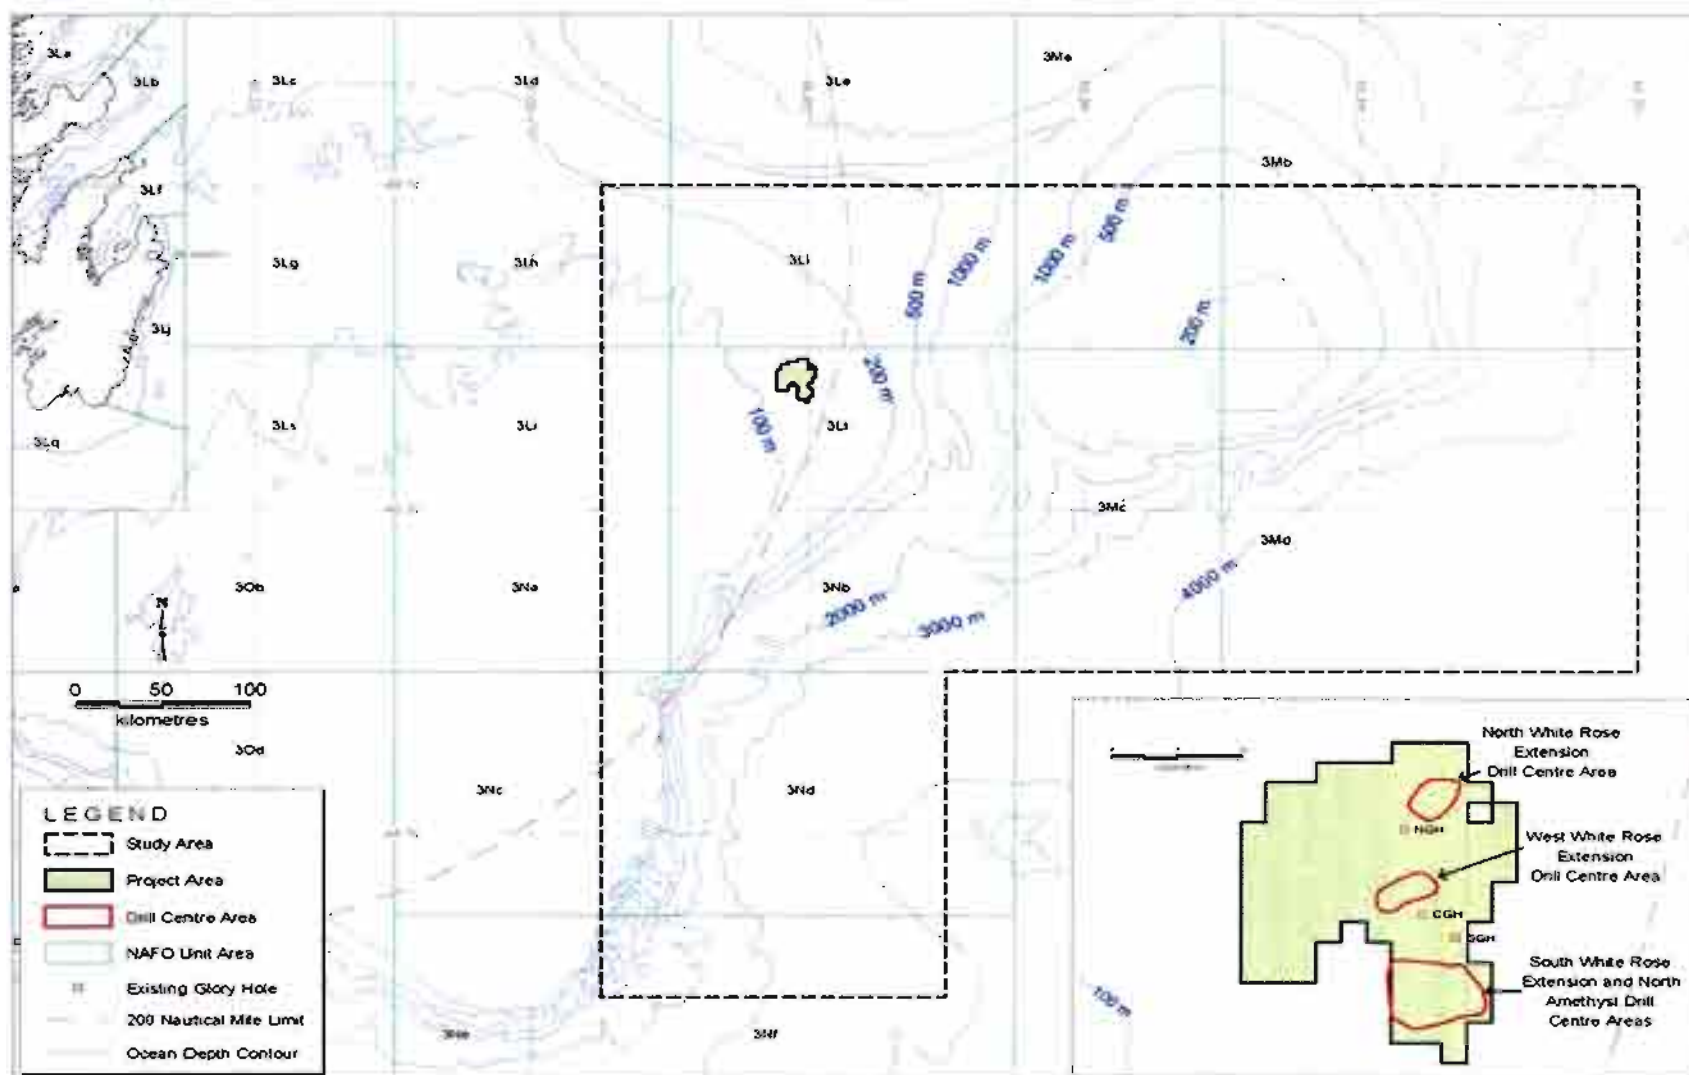 3La
3Lb
3Lc
3Ld
3Le
3Ma
3Mb
3Lf
3Lg
3Lh
3Li
500 m
1000 m
1000 m
500 m
200 m
3Lj
200 m
100 m
3Lq
3Ls
3Lr
3Lt
3Mc
3Md
3Ob
3Na
3Nb
2000 m
3000 m
4000 m
N
0 50 100
kilometres
3Od
3Nc
3Nd
3Ne
3Nf
LEGEND
Study Area
Project Area
Drill Centre Area
NAFO Unit Area
Existing Glory Hole
200 Nautical Mile Limit
Ocean Depth Contour
North White Rose
Extension
Drill Centre Area
NGH
West White Rose
Extension
Drill Centre Area
CGH
SGH
South White Rose
Extension and North
Amethyst Drill
Centre Areas
100 m